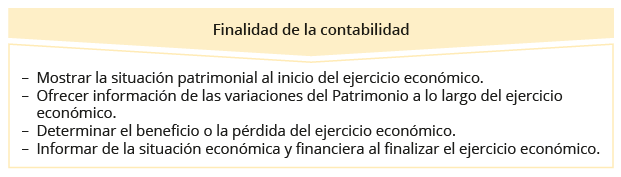 Finalidad de la contabilidad
– Mostrar la situación patrimonial al inicio del ejercicio económico.
– Ofrecer información de las variaciones del Patrimonio a lo largo del ejercicio
económico.
– Determinar el beneficio o la pérdida del ejercicio económico.
– Informar de la situación económica y financiera al finalizar el ejercicio económico.